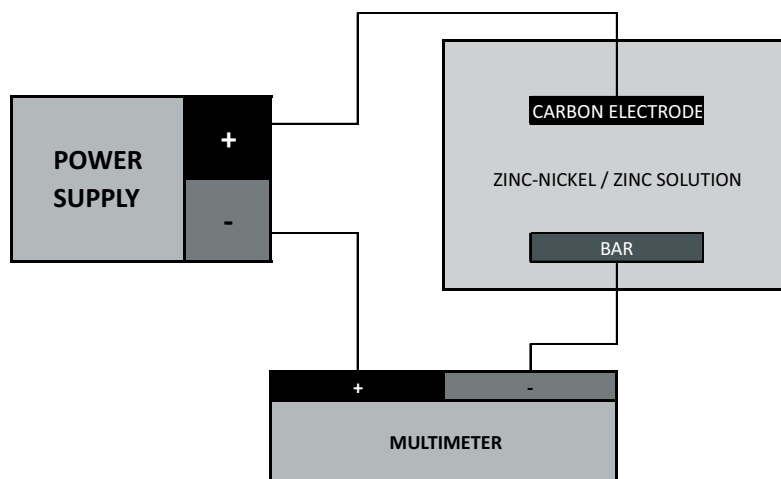 POWER
SUPPLY
+
-
CARBON ELECTRODE
ZINC-NICKEL / ZINC SOLUTION
BAR
+
-
MULTIMETER